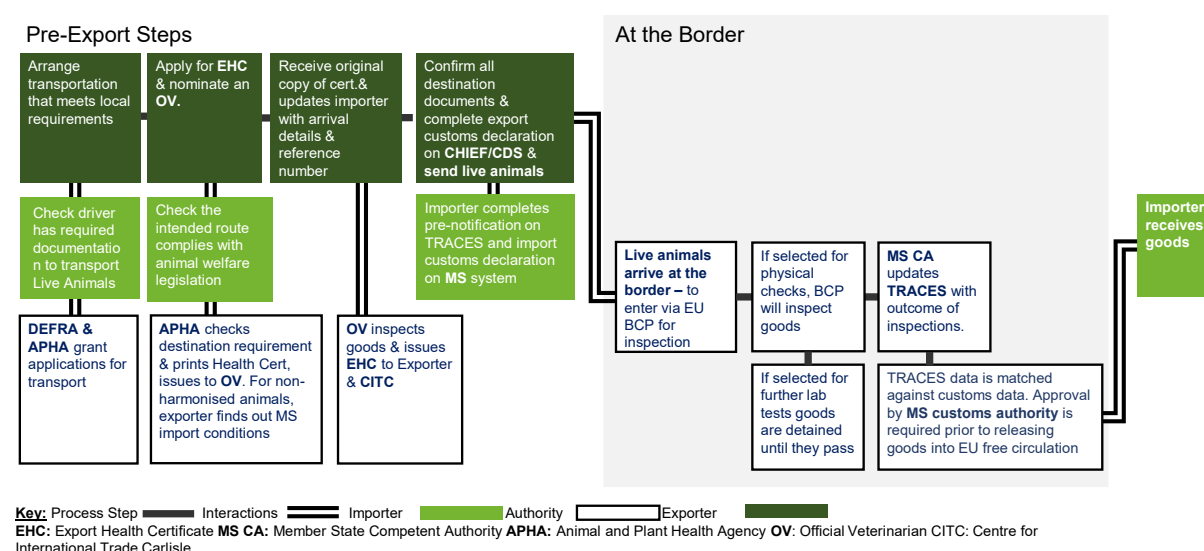 Pre-Export Steps
At the Border
Arrange
transportation
that meets local
requirements
Apply for EHC
& nominate an
OV.
Receive original
copy of cert.&
updates importer
with arrival
details &
reference
number
Confirm all
destination
documents &
complete export
customs declaration
on CHIEF/CDS &
send live animals
Check driver
has required
documentatio
n to transport
Live Animals
Check the
intended route
complies with
animal welfare
legislation
Importer completes
pre-notification on
TRACES and import
customs declaration
on MS system
DEFRA &
APHA grant
applications for
transport
APHA checks
destination requirement
& prints Health Cert,
issues to OV. For non-
harmonised animals,
exporter finds out MS
import conditions
OV inspects
goods & issues
EHC to Exporter
& CITC
Live animals
arrive at the
border – to
enter via EU
BCP for
inspection
If selected for
physical
checks, BCP
will inspect
goods
MS CA
updates
TRACES with
outcome of
inspections.
If selected for
further lab
tests goods
are detained
until they pass
TRACES data is matched
against customs data. Approval
by MS customs authority is
required prior to releasing
goods into EU free circulation
Importer
receives
goods
Key: Process Step Interactions Importer Authority Exporter
EHC: Export Health Certificate MS CA: Member State Competent Authority APHA: Animal and Plant Health Agency OV: Official Veterinarian CITC: Centre for
International Trade Carlisle